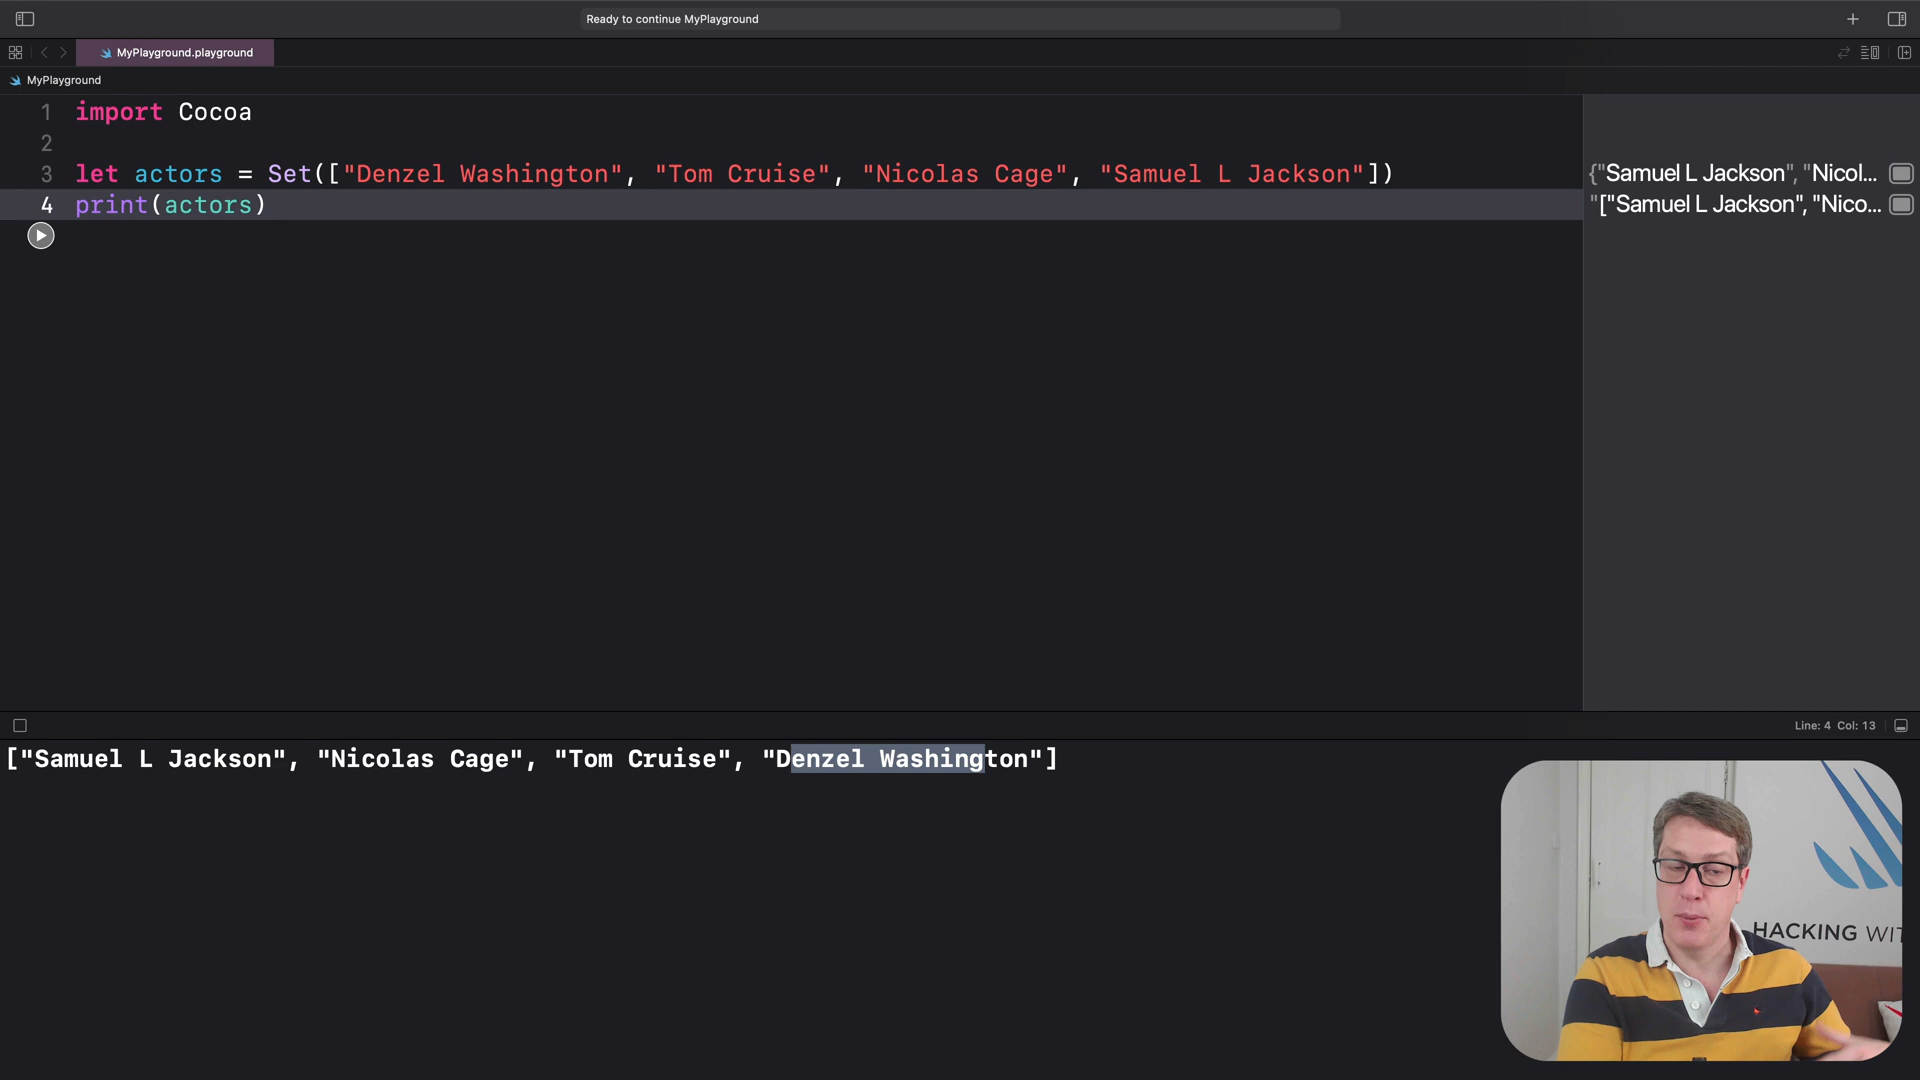 Ready to continue MyPlayground
MyPlayground.playground
MyPlayground
1 import Cocoa
2
3 let actors = Set(["Denzel Washington", "Tom Cruise", "Nicolas Cage", "Samuel L Jackson"])
{"Samuel L Jackson", "Nicol...
4 print(actors)
"["Samuel L Jackson", "Nico...
Line: 4 Col: 13
["Samuel L Jackson", "Nicolas Cage", "Tom Cruise", "Denzel Washington"]
HACKING WIT